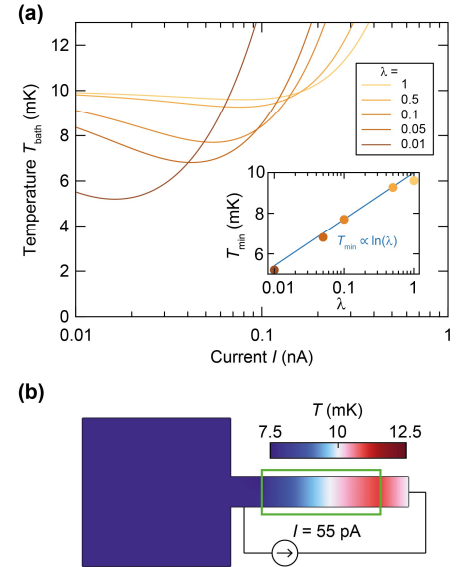 (a)
Temperature T_bath (mK)
12
10
8
6
4
2
0
0.01
0.1
1
Current I (nA)
λ =
1
0.5
0.1
0.05
0.01
T_min (mK)
10
8
6
T_min ∝ ln(λ)
0.01
0.1
1
λ
(b)
T (mK)
7.5
10
12.5
I = 55 pA